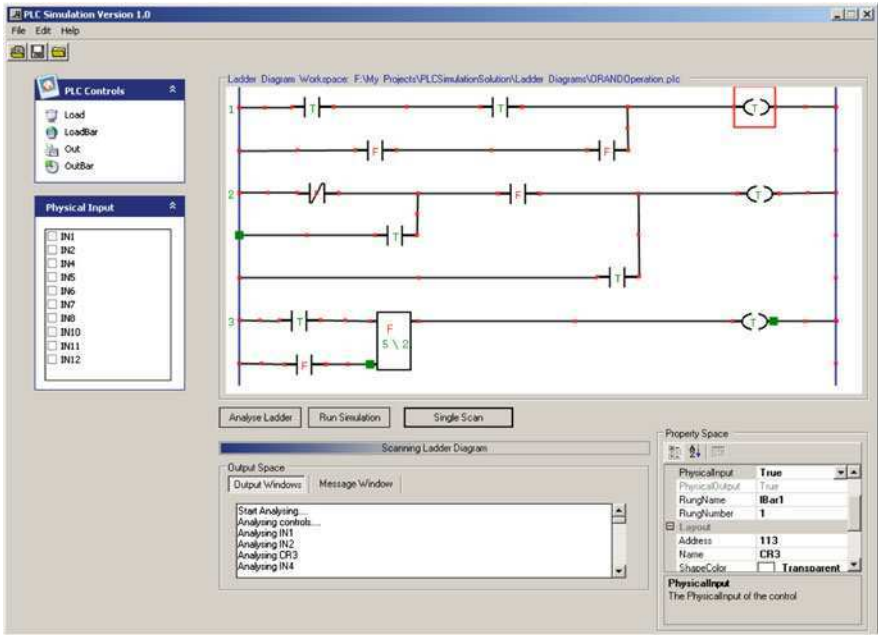 PLC Simulation Version 1.0
File Edit Help
PLC Controls
Load
LoadBar
Out
OutBar
Physical Input
IN1
IN2
IN4
IN5
IN6
IN7
IN8
IN10
IN11
IN12
Ladder Diagram Workspace: F:\My Projects\PLCSimulationSolution\Ladder Diagrams\ORANDOperation.plc
1 T T T
F F
2 F T
T
T
3 T F T
5 \ 2
F
Analyse Ladder Run Simulation Single Scan
Scanning Ladder Diagram
Output Space
Output Windows Message Window
Start Analysing....
Analysing controls....
Analysing IN1
Analysing IN2
Analysing CR3
Analysing IN4
Property Space
PhysicalInput True
PhysicalOutput True
RungName IBar1
RungNumber 1
Layout
Address 113
Name CR3
ShapeColor Transparent
PhysicalInput
The PhysicalInput of the control